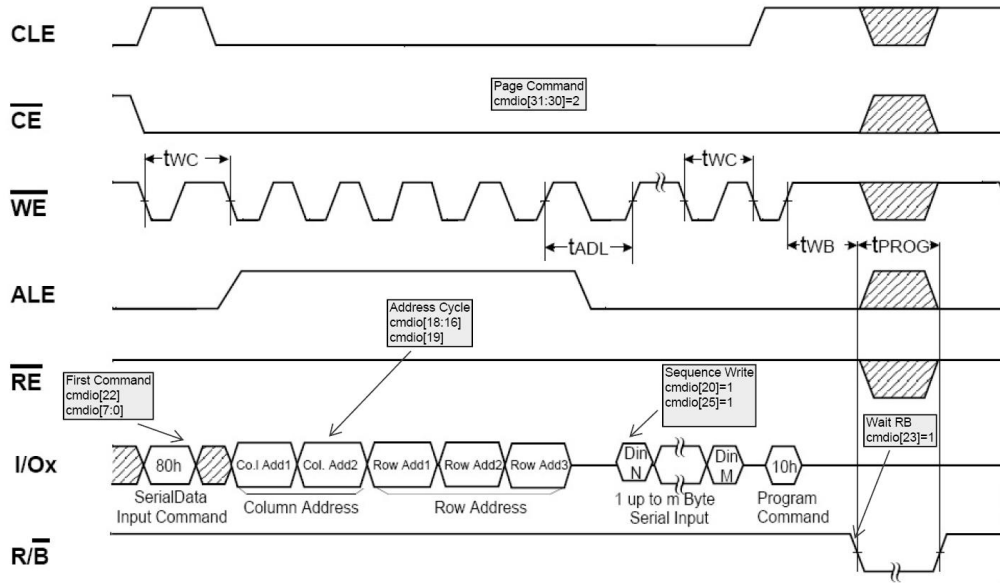 CLE
Page Command
cmdio[31:30]=2
CE
tWC
tWC
WE
tADL
tWB
tPROG
ALE
Address Cycle
cmdio[18:16]
cmdio[19]
RE
First Command
cmdio[22]
cmdio[7:0]
Sequence Write
cmdio[20]=1
cmdio[25]=1
Wait RB
cmdio[23]=1
I/Ox
80h
Co.l Add1
Col. Add2
Row Add1
Row Add2
Row Add3
Din
N
Din
M
10h
SerialData
Input Command
Column Address
Row Address
1 up to m Byte
Serial Input
Program
Command
R/B